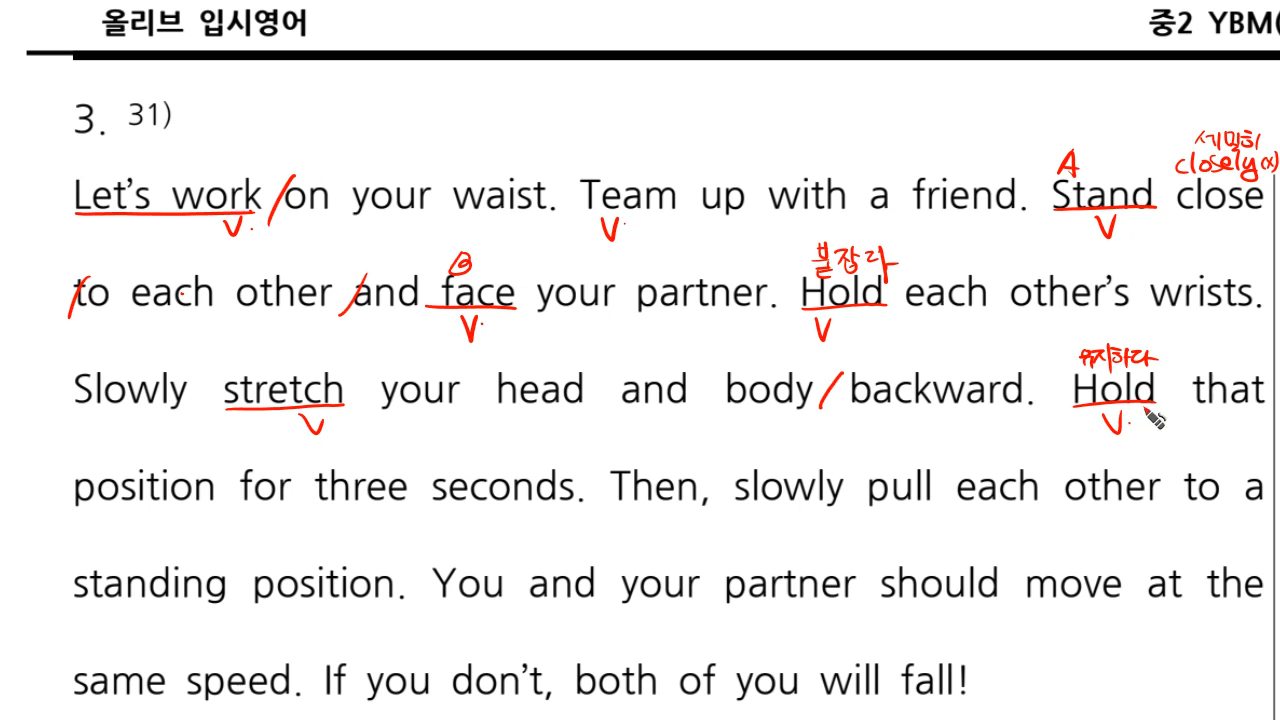 올리브 입시영어 중2 YBM(
3. 31)
세밀히
A closely(x)
Let's work / on your waist. Team up with a friend. Stand close
V. V. V
B 붙잡다
/ to each other / and face your partner. Hold each other's wrists.
V. V
유지하다
Slowly stretch your head and body / backward. Hold that
V V.
position for three seconds. Then, slowly pull each other to a
standing position. You and your partner should move at the
same speed. If you don't, both of you will fall!